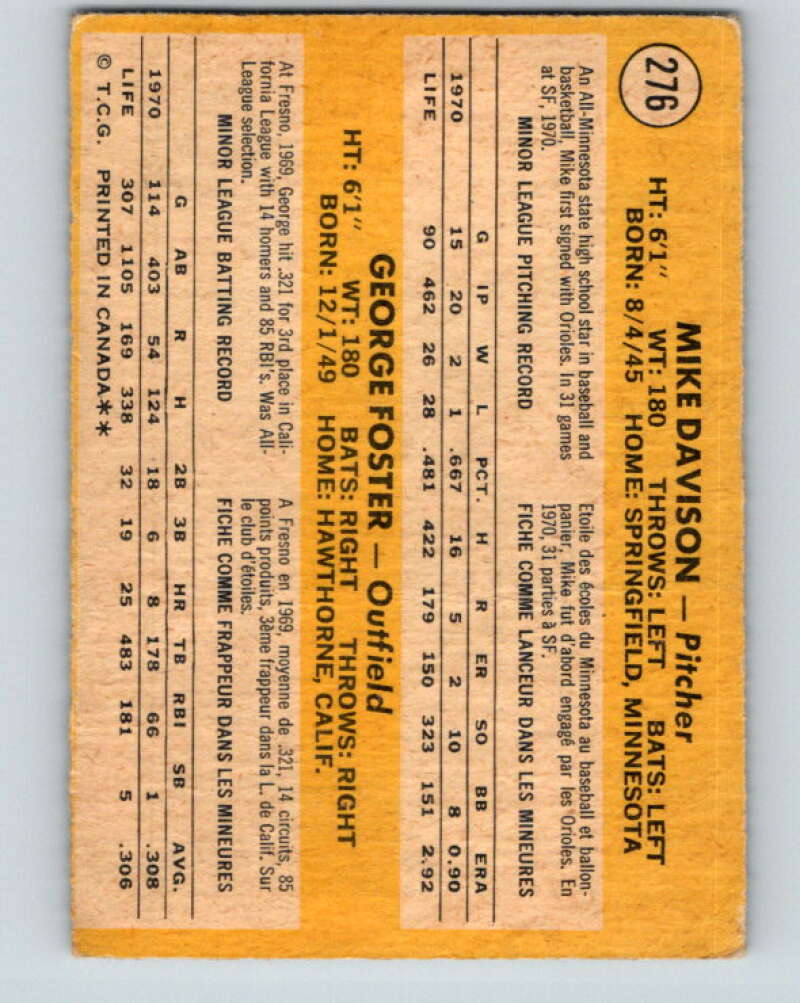 276
MIKE DAVISON — Pitcher
HT: 6'1" WT: 180 THROWS: LEFT BATS: LEFT
BORN: 8/4/45 HOME: SPRINGFIELD, MINNESOTA
An All-Minnesota state high school star in baseball and
basketball, Mike first signed with Orioles. In 31 games
at SF, 1970.
Etoile des écoles du Minnesota au baseball et ballon-
panier, Mike fut d'abord engagé par les Orioles. En
1970, 31 parties à SF.
MINOR LEAGUE PITCHING RECORD FICHE COMME LANCEUR DANS LES MINEURES
G IP W L PCT. H R ER SO BB ERA
1970 15 20 2 1 .667 16 5 2 10 8 0.90
LIFE 90 462 26 28 .481 422 179 150 323 151 2.92
GEORGE FOSTER — Outfield
HT: 6'1" WT: 180 BATS: RIGHT THROWS: RIGHT
BORN: 12/1/49 HOME: HAWTHORNE, CALIF.
At Fresno, 1969, George hit .321 for 3rd place in Cali-
fornia League with 14 homers and 85 RBI's. Was All-
League selection.
A Fresno en 1969, moyenne de .321, 14 circuits, 85
points produits, 3ème frappeur dans la L. de Calif. Sur
le club d'étoiles.
MINOR LEAGUE BATTING RECORD FICHE COMME FRAPPEUR DANS LES MINEURES
G AB R H 2B 3B HR TB RBI SB AVG.
1970 114 403 54 124 18 6 8 178 66 1 .308
LIFE 307 1105 169 338 32 19 25 483 181 5 .306
© T.C.G. PRINTED IN CANADA**